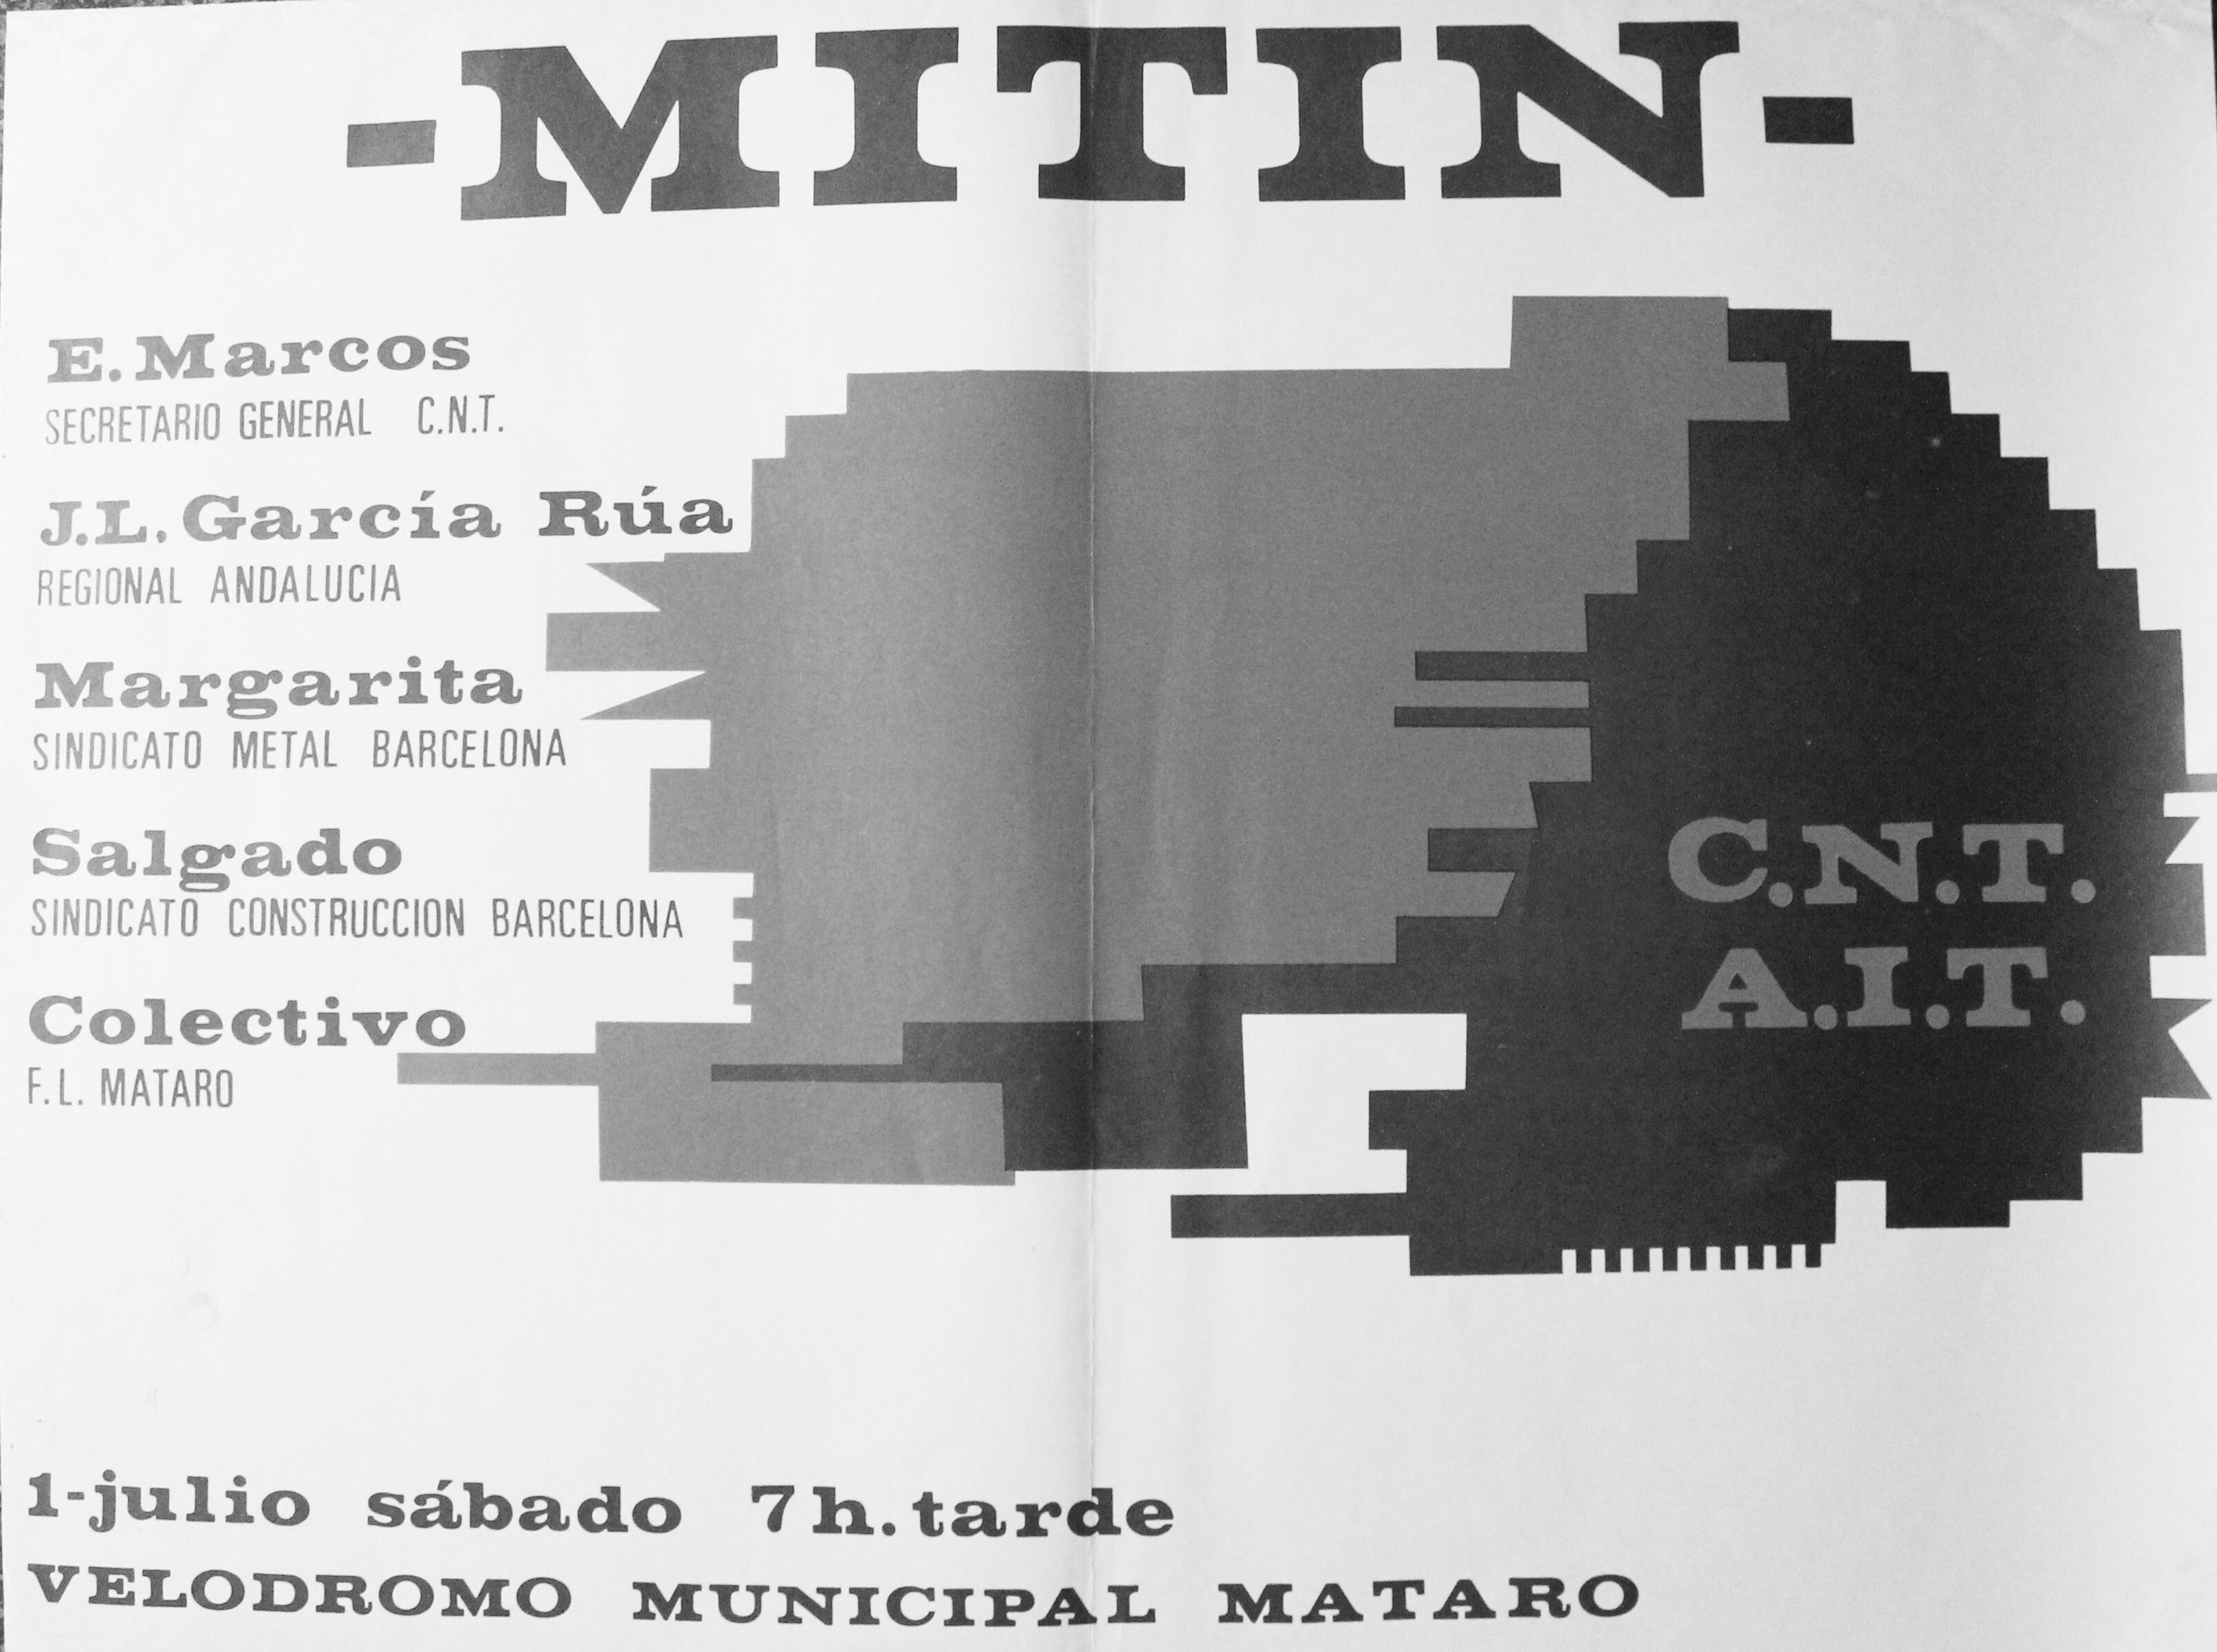 -MITIN-
E.Marcos
SECRETARIO GENERAL C.N.T.
J.L.García Rúa
REGIONAL ANDALUCIA
Margarita
SINDICATO METAL BARCELONA
Salgado
SINDICATO CONSTRUCCION BARCELONA
Colectivo
F.L. MATARO
C.N.T.
A.I.T.
1-julio sábado 7h.tarde
VELODROMO MUNICIPAL MATARO